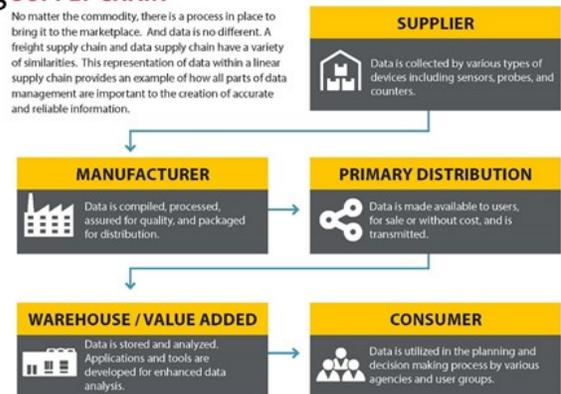 No matter the commodity, there is a process in place to
bring it to the marketplace. And data is no different. A
freight supply chain and data supply chain have a variety
of similarities. This representation of data within a linear
supply chain provides an example of how all parts of data
management are important to the creation of accurate
and reliable information.
SUPPLIER
Data is collected by various types of
devices including sensors, probes, and
counters.
MANUFACTURER
Data is compiled, processed,
assured for quality, and packaged
for distribution.
PRIMARY DISTRIBUTION
Data is made available to users,
for sale or without cost, and is
transmitted.
WAREHOUSE / VALUE ADDED
Data is stored and analyzed.
Applications and tools are
developed for enhanced data
analysis.
CONSUMER
Data is utilized in the planning and
decision making process by various
agencies and user groups.